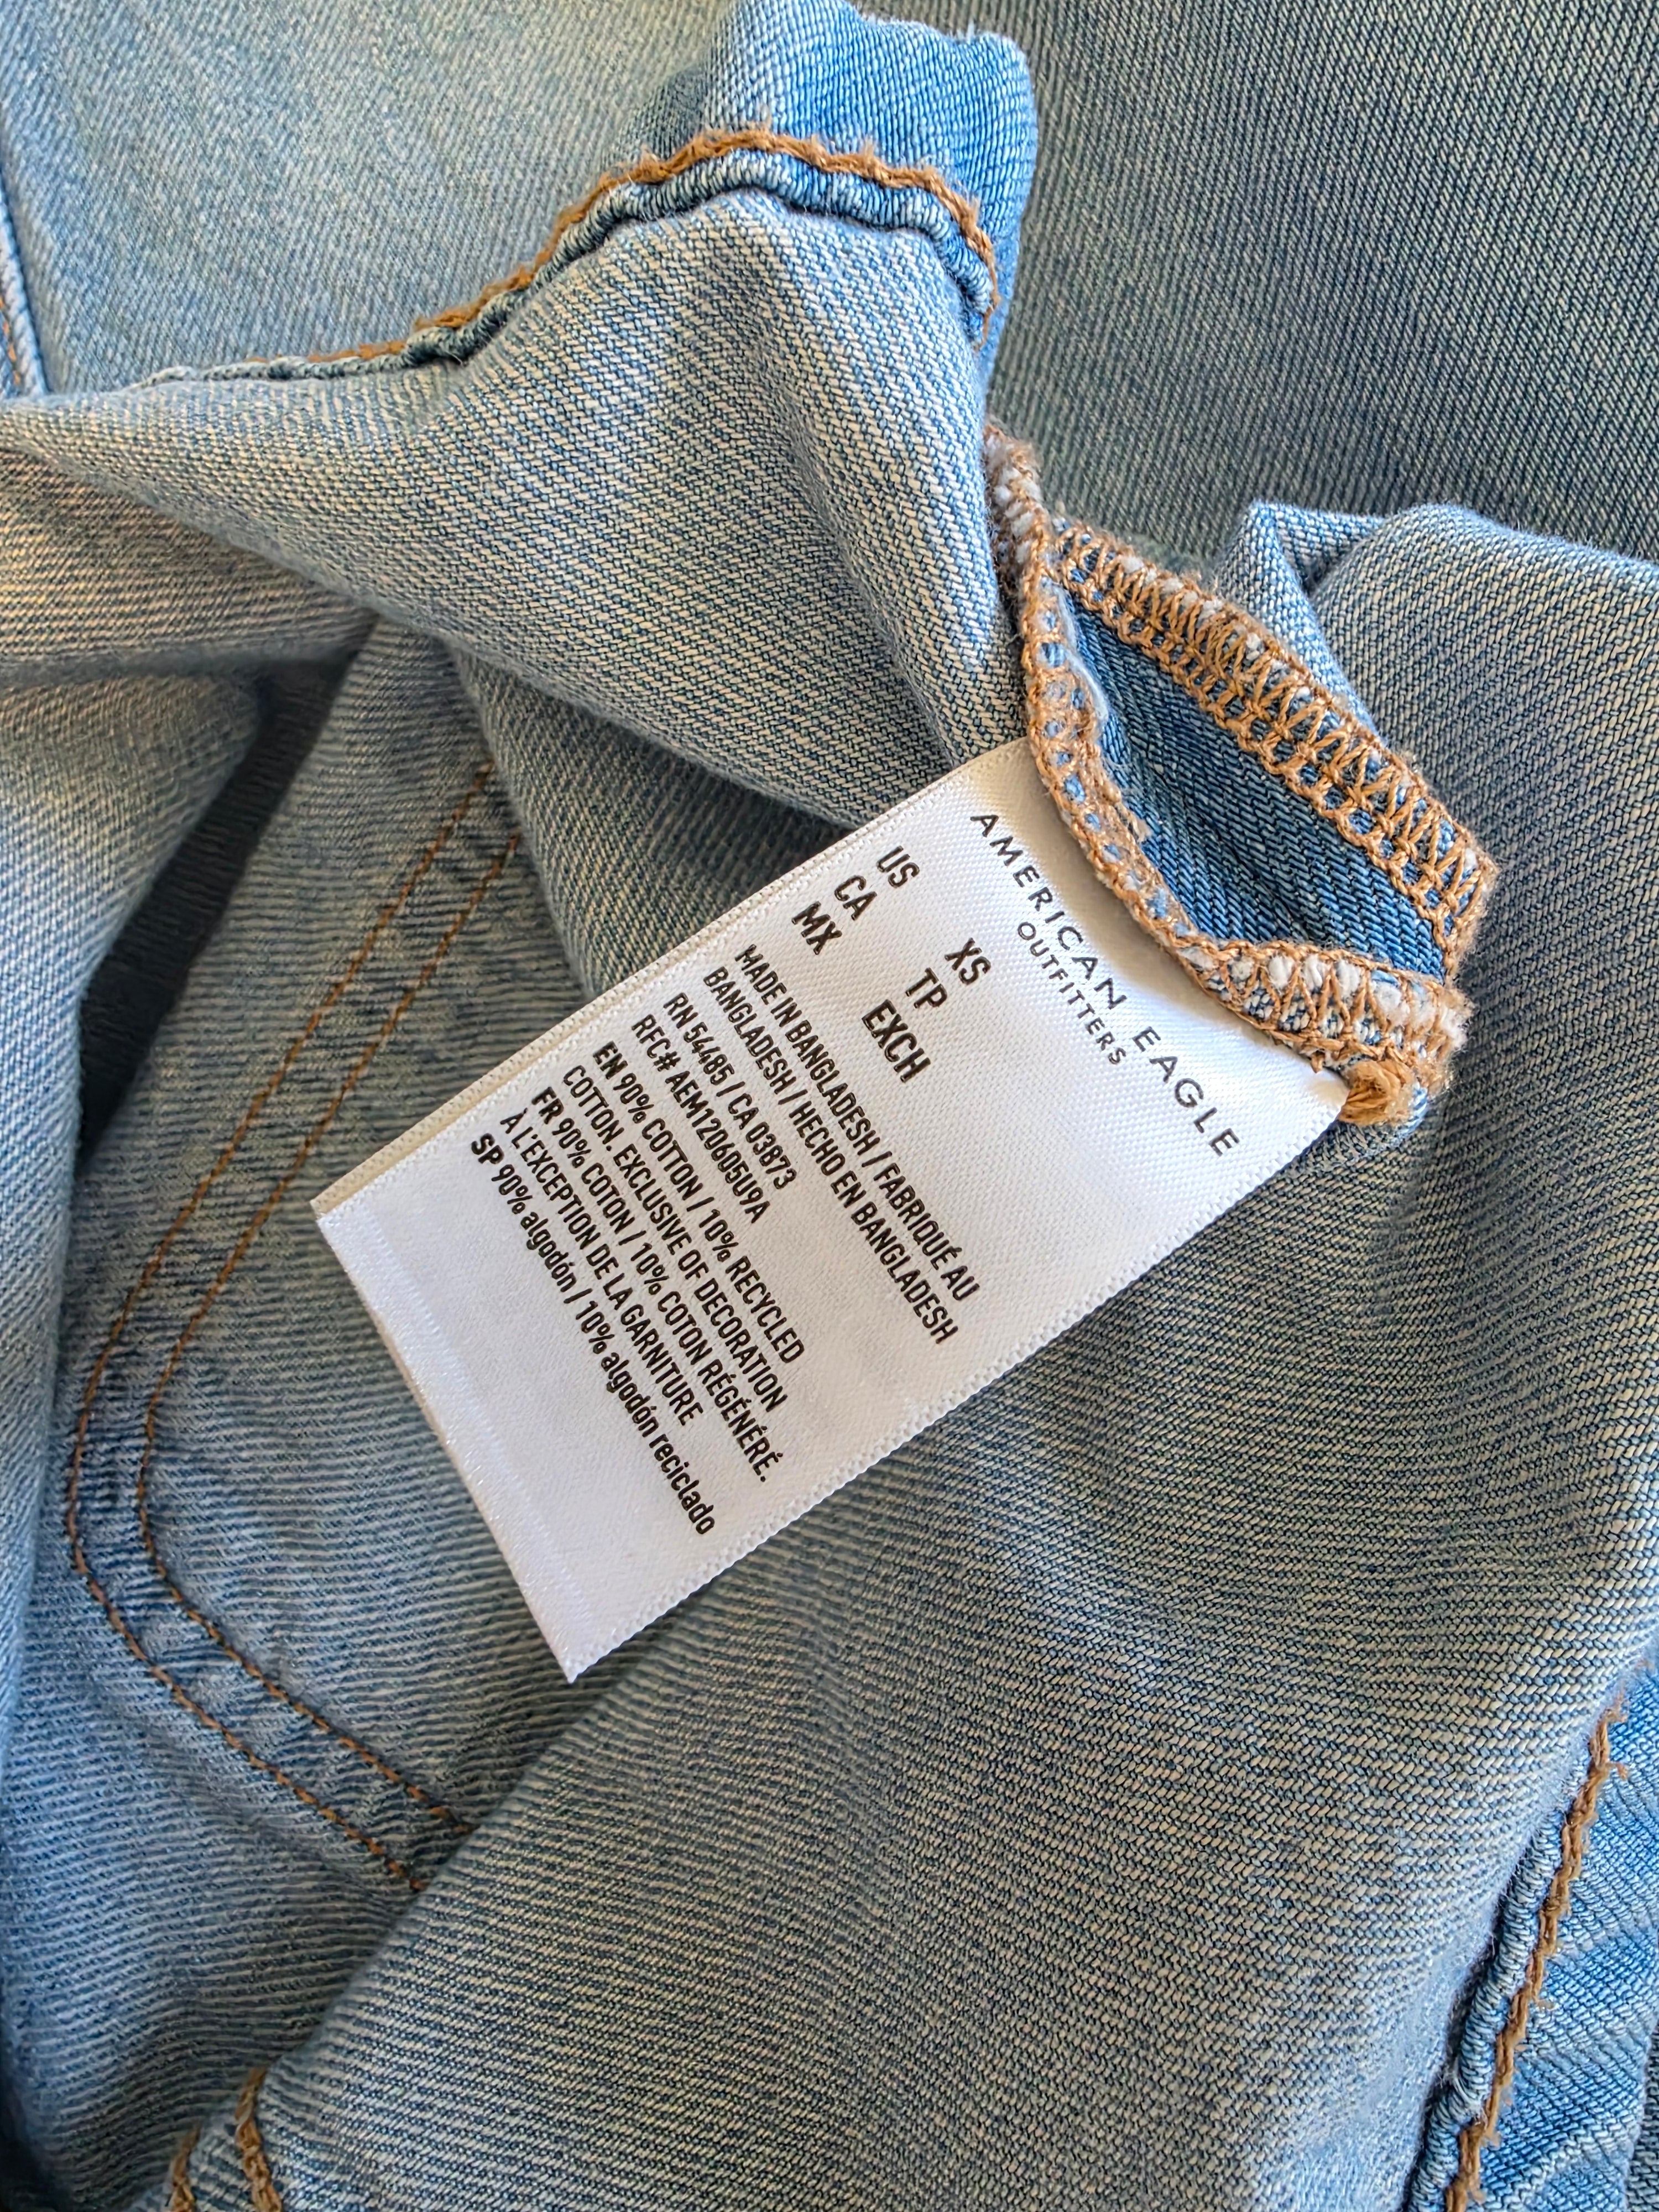 AMERICAN EAGLE
OUTFITTERS
US XS
CA TP
MX EXCH
MADE IN BANGLADESH / FABRIQUÉ AU
BANGLADESH / HECHO EN BANGLADESH
RN 54485 / CA 03873
RFC# AEM120605U9A
EN 90% COTTON / 10% RECYCLED
COTTON. EXCLUSIVE OF DECORATION
FR 90% COTON / 10% COTON RÉGÉNÉRÉ.
À L'EXCEPTION DE LA GARNITURE
SP 90% algodón / 10% algodón reciclado